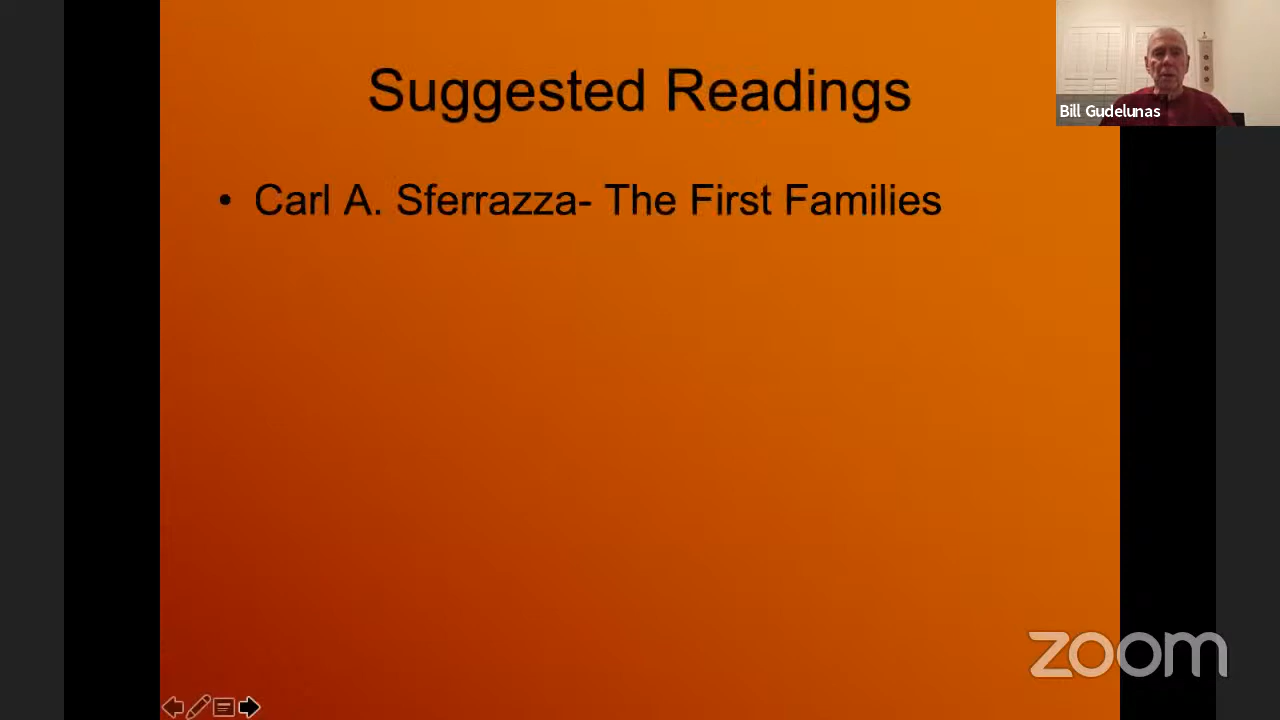 Suggested Readings
Bill Gudelunas
• Carl A. Sferrazza- The First Families
zoom